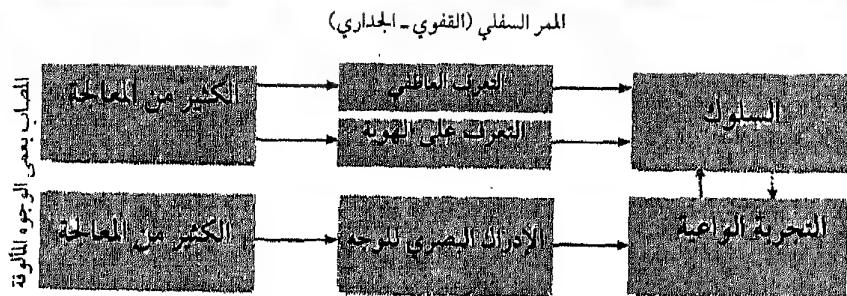 الممر السفلي (القفوي ـ الجداري)
المصاب بعمى الوجوه المألوفة
الكثير من المعالجة
التعرف العاطفي
التعرف على الهوية
السلوك
الكثير من المعالجة
الإدراك البصري للوجه
التجربة الواعية